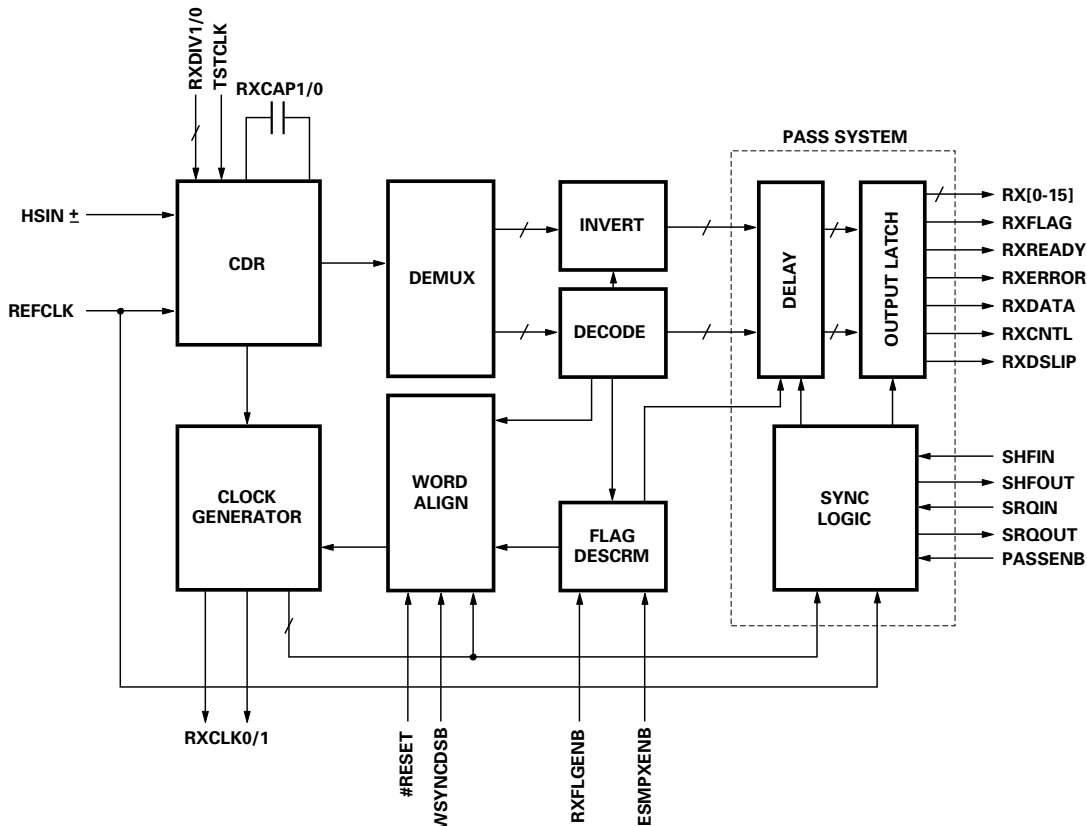 RXDIV1/0
TSTCLK
RXCAP1/0
PASS SYSTEM
HSIN ±
REFCLK
CDR
DEMUX
INVERT
DECODE
DELAY
OUTPUT LATCH
RX[0-15]
RXFLAG
RXREADY
RXERROR
RXDATA
RXCNTL
RXDSLIP
CLOCK
GENERATOR
WORD
ALIGN
FLAG
DESCRM
SYNC
LOGIC
SHFIN
SHFOUT
SRQIN
SRQOUT
PASSENB
RXCLK0/1
#RESET
WSYNCDSB
RXFLGENB
ESMPXENB